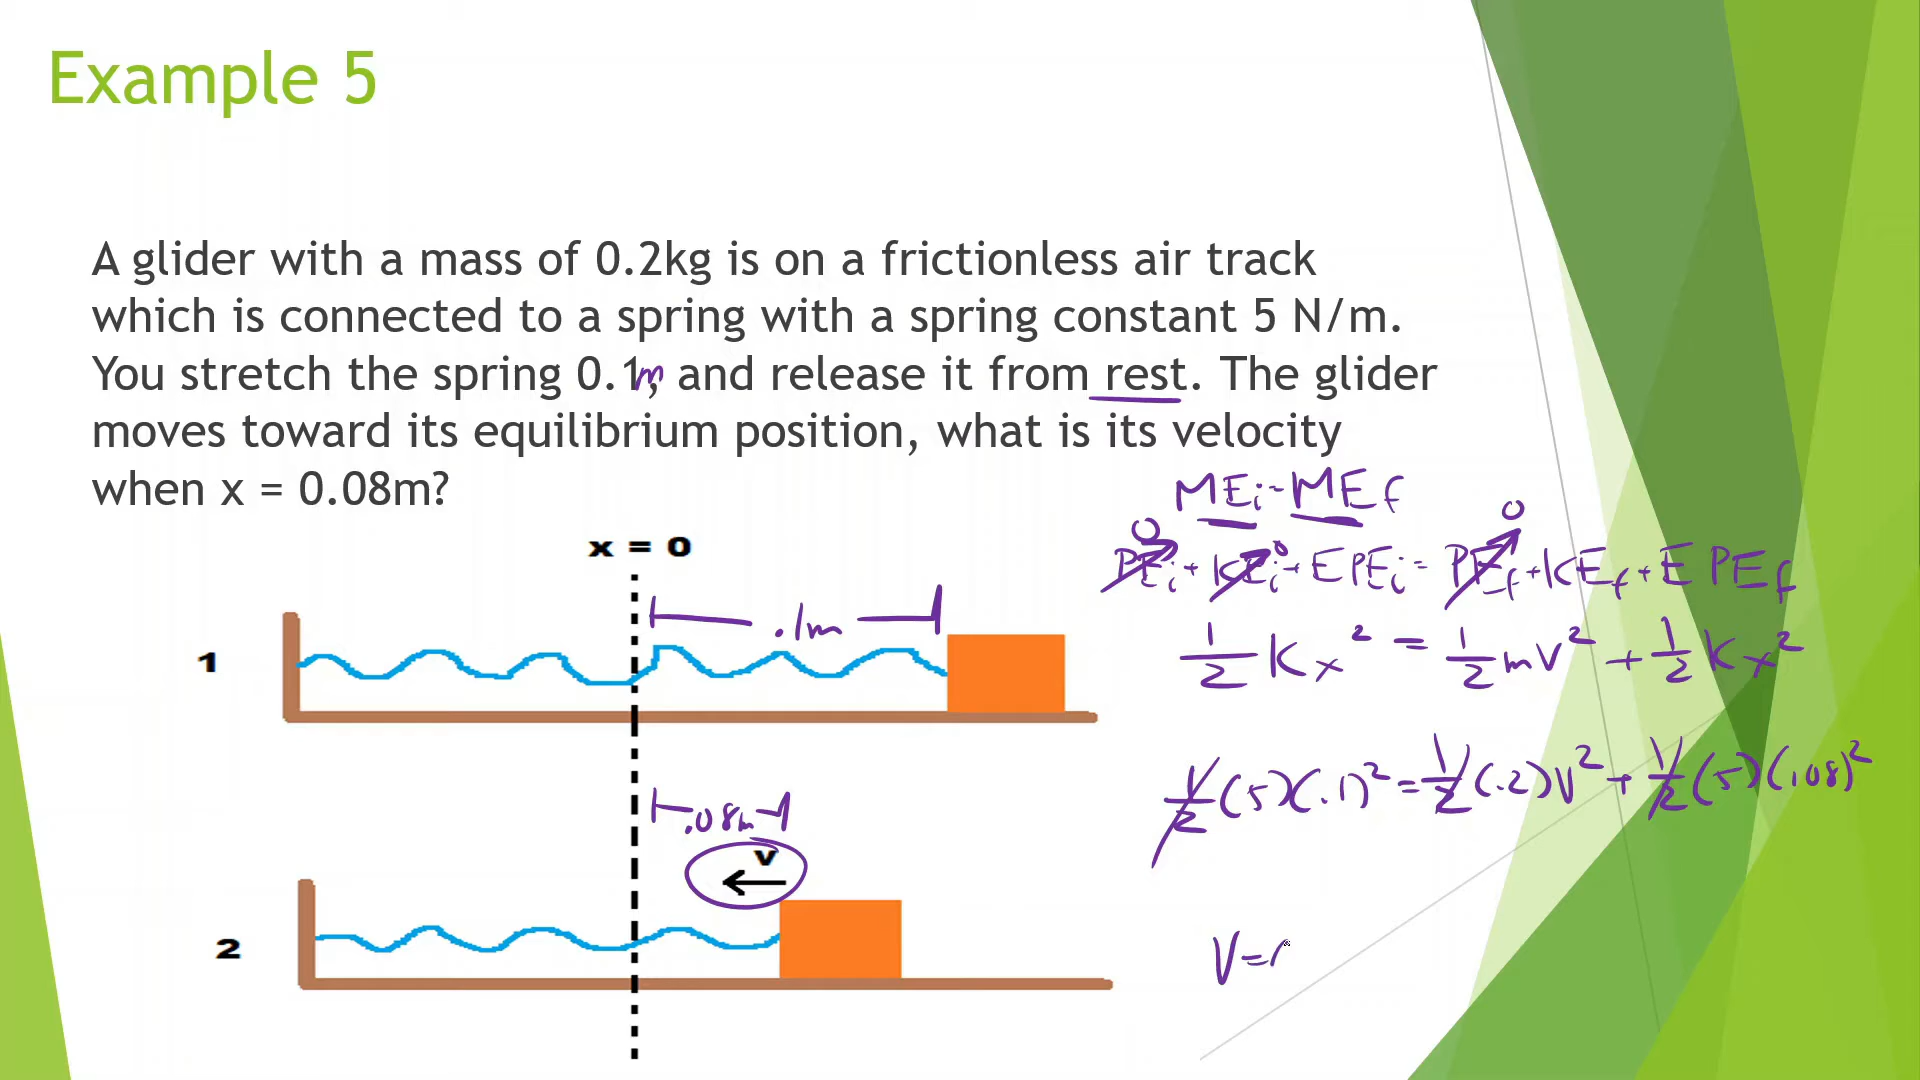 Example 5
A glider with a mass of 0.2kg is on a frictionless air track
which is connected to a spring with a spring constant 5 N/m.
You stretch the spring 0.1m, and release it from rest. The glider
moves toward its equilibrium position, what is its velocity
when x = 0.08m?
MEi = MEf
PEi + KEi + EPEi = PEf + KEf + EPEf
0 0 0
1/2 Kx² = 1/2 mV² + 1/2 Kx²
1/2 (5)(.1)² = 1/2 (.2)V² + 1/2 (5)(.08)²
V =
x = 0
.1m
1
.08m
v
2